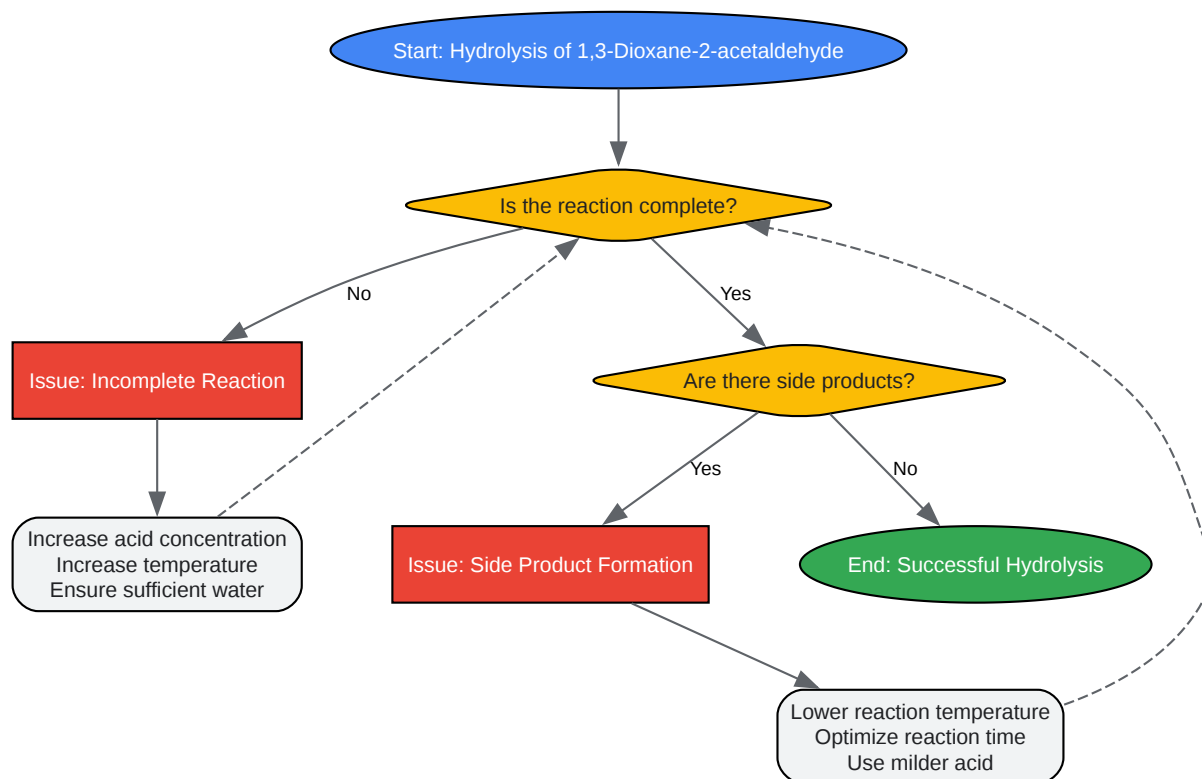 Start: Hydrolysis of 1,3-Dioxane-2-acetaldehyde
Is the reaction complete?
No
Yes
Issue: Incomplete Reaction
Are there side products?
Increase acid concentration
Increase temperature
Ensure sufficient water
Yes
No
Issue: Side Product Formation
End: Successful Hydrolysis
Lower reaction temperature
Optimize reaction time
Use milder acid